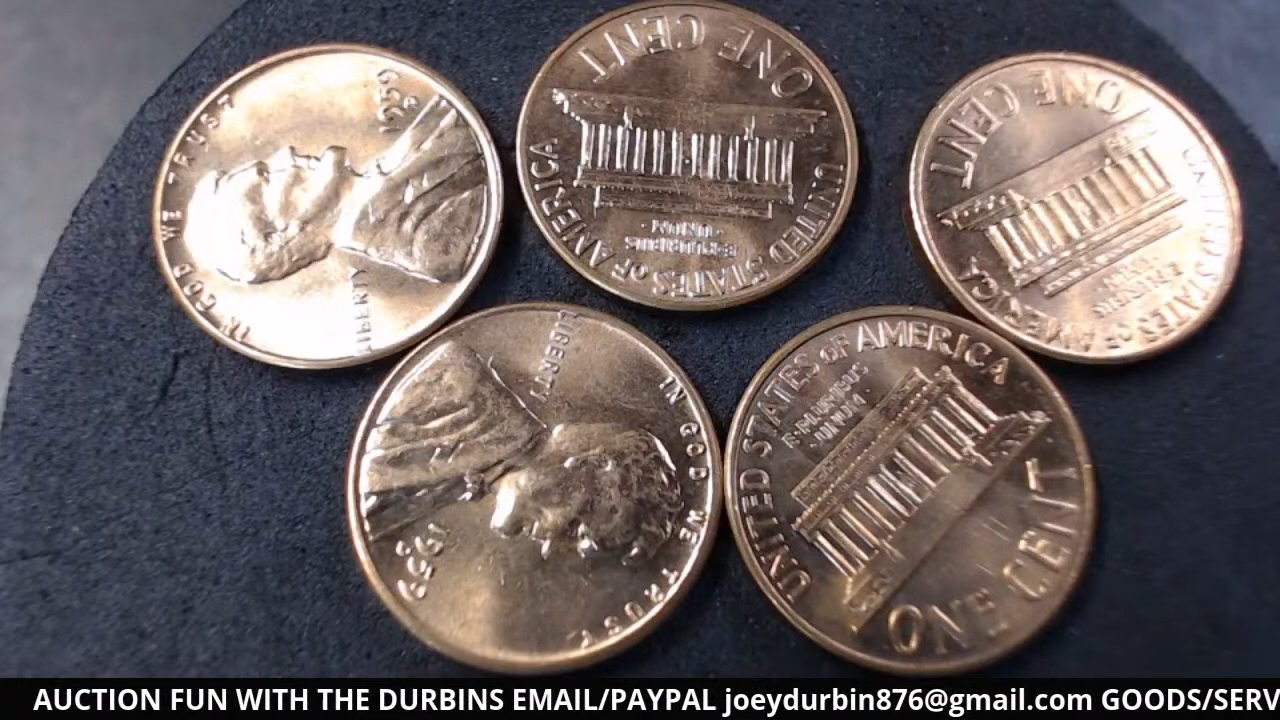 IN GOD WE TRUST
LIBERTY
ONE CENT
UNITED STATES OF AMERICA
E·PLURIBUS
·UNUM·
ONE CENT
UNITED STATES OF AMERICA
E·PLURIBUS
·UNUM·
LIBERTY
IN GOD WE TRUST
1959
UNITED STATES OF AMERICA
E·PLURIBUS
·UNUM·
ONE CENT
AUCTION FUN WITH THE DURBINS EMAIL/PAYPAL joeydurbin876@gmail.com GOODS/SERV